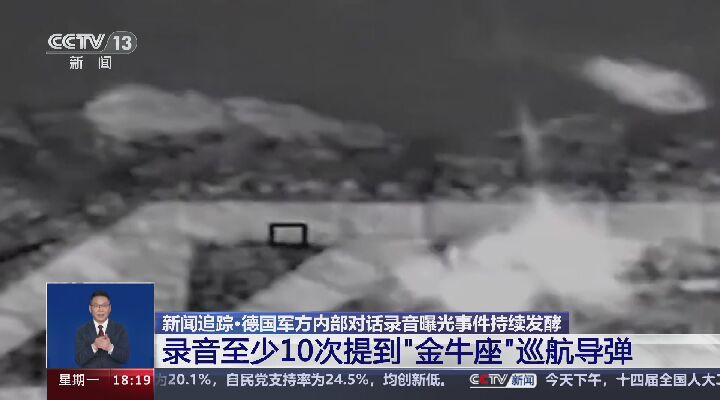 CCTV 13
新闻
新闻追踪·德国军方内部对话录音曝光事件持续发酵
录音至少10次提到"金牛座"巡航导弹
星期一 18:19 为20.1%，自民党支持率为24.5%，均创新低。 CCTV新闻 今天下午，十四届全国人大